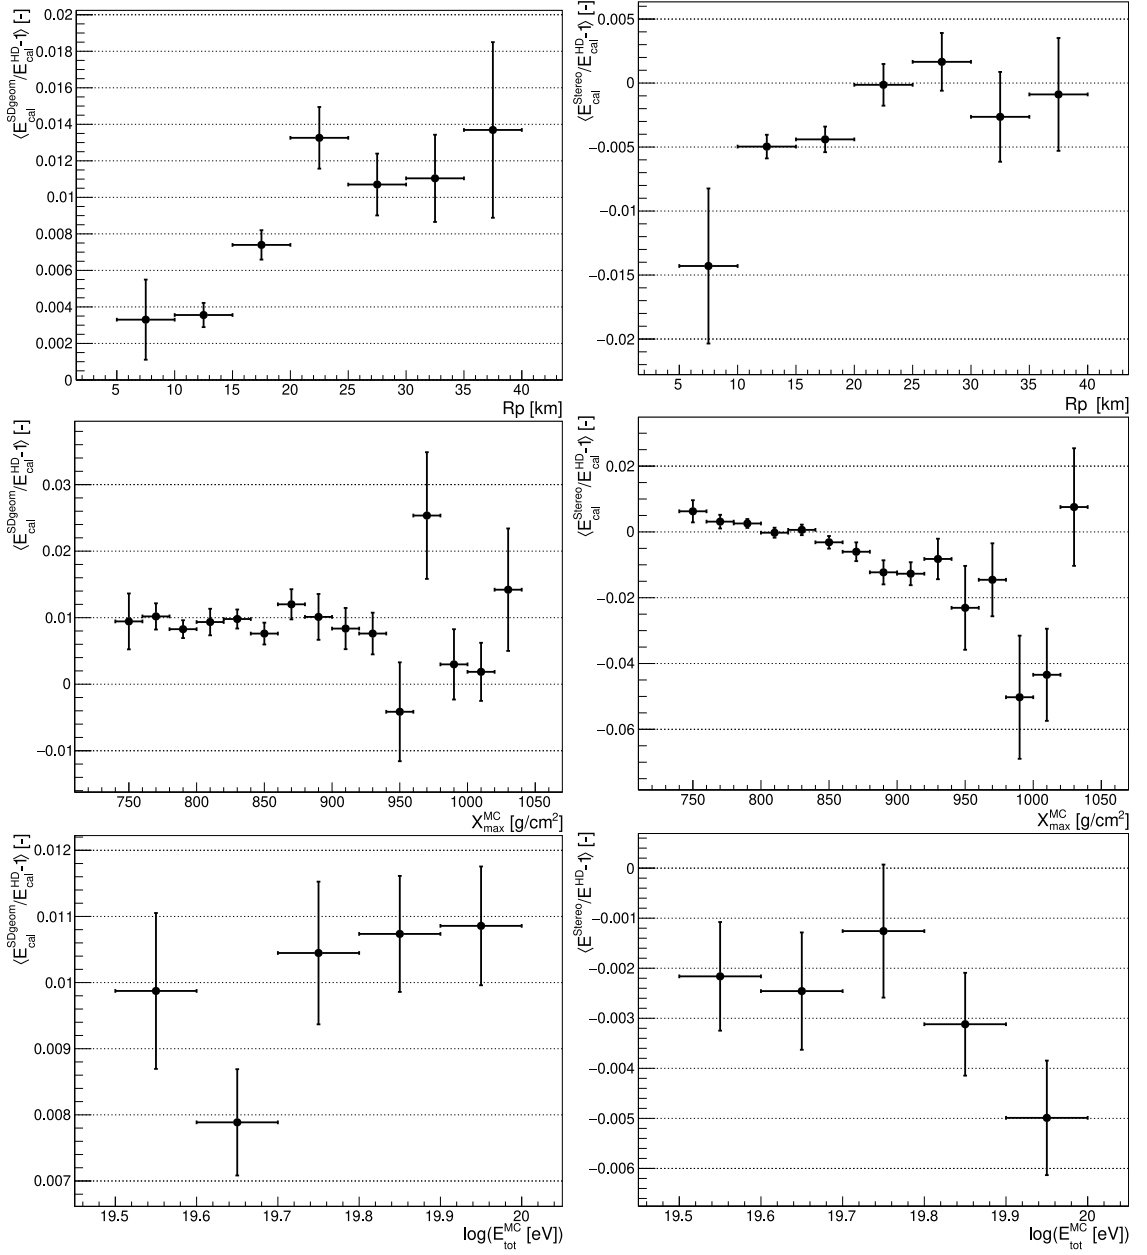 ⟨E_cal^SDgeom/E_cal^HD-1⟩ [-]
0.02
0.018
0.016
0.014
0.012
0.01
0.008
0.006
0.004
0.002
0
5 10 15 20 25 30 35 40
Rp [km]
⟨E_cal^Stereo/E_cal^HD-1⟩ [-]
0.005
0
−0.005
−0.01
−0.015
−0.02
5 10 15 20 25 30 35 40
Rp [km]
⟨E_cal^SDgeom/E_cal^HD-1⟩ [-]
0.03
0.02
0.01
0
−0.01
750 800 850 900 950 1000 1050
X_max^MC [g/cm²]
⟨E_cal^Stereo/E_cal^HD-1⟩ [-]
0.02
0
−0.02
−0.04
−0.06
750 800 850 900 950 1000 1050
X_max^MC [g/cm²]
⟨E_cal^SDgeom/E_cal^HD-1⟩ [-]
0.012
0.011
0.01
0.009
0.008
0.007
19.5 19.6 19.7 19.8 19.9 20
log(E_tot^MC [eV])
⟨E^Stereo/E^HD-1⟩ [-]
0
−0.001
−0.002
−0.003
−0.004
−0.005
−0.006
19.5 19.6 19.7 19.8 19.9 20
log(E_tot^MC [eV])